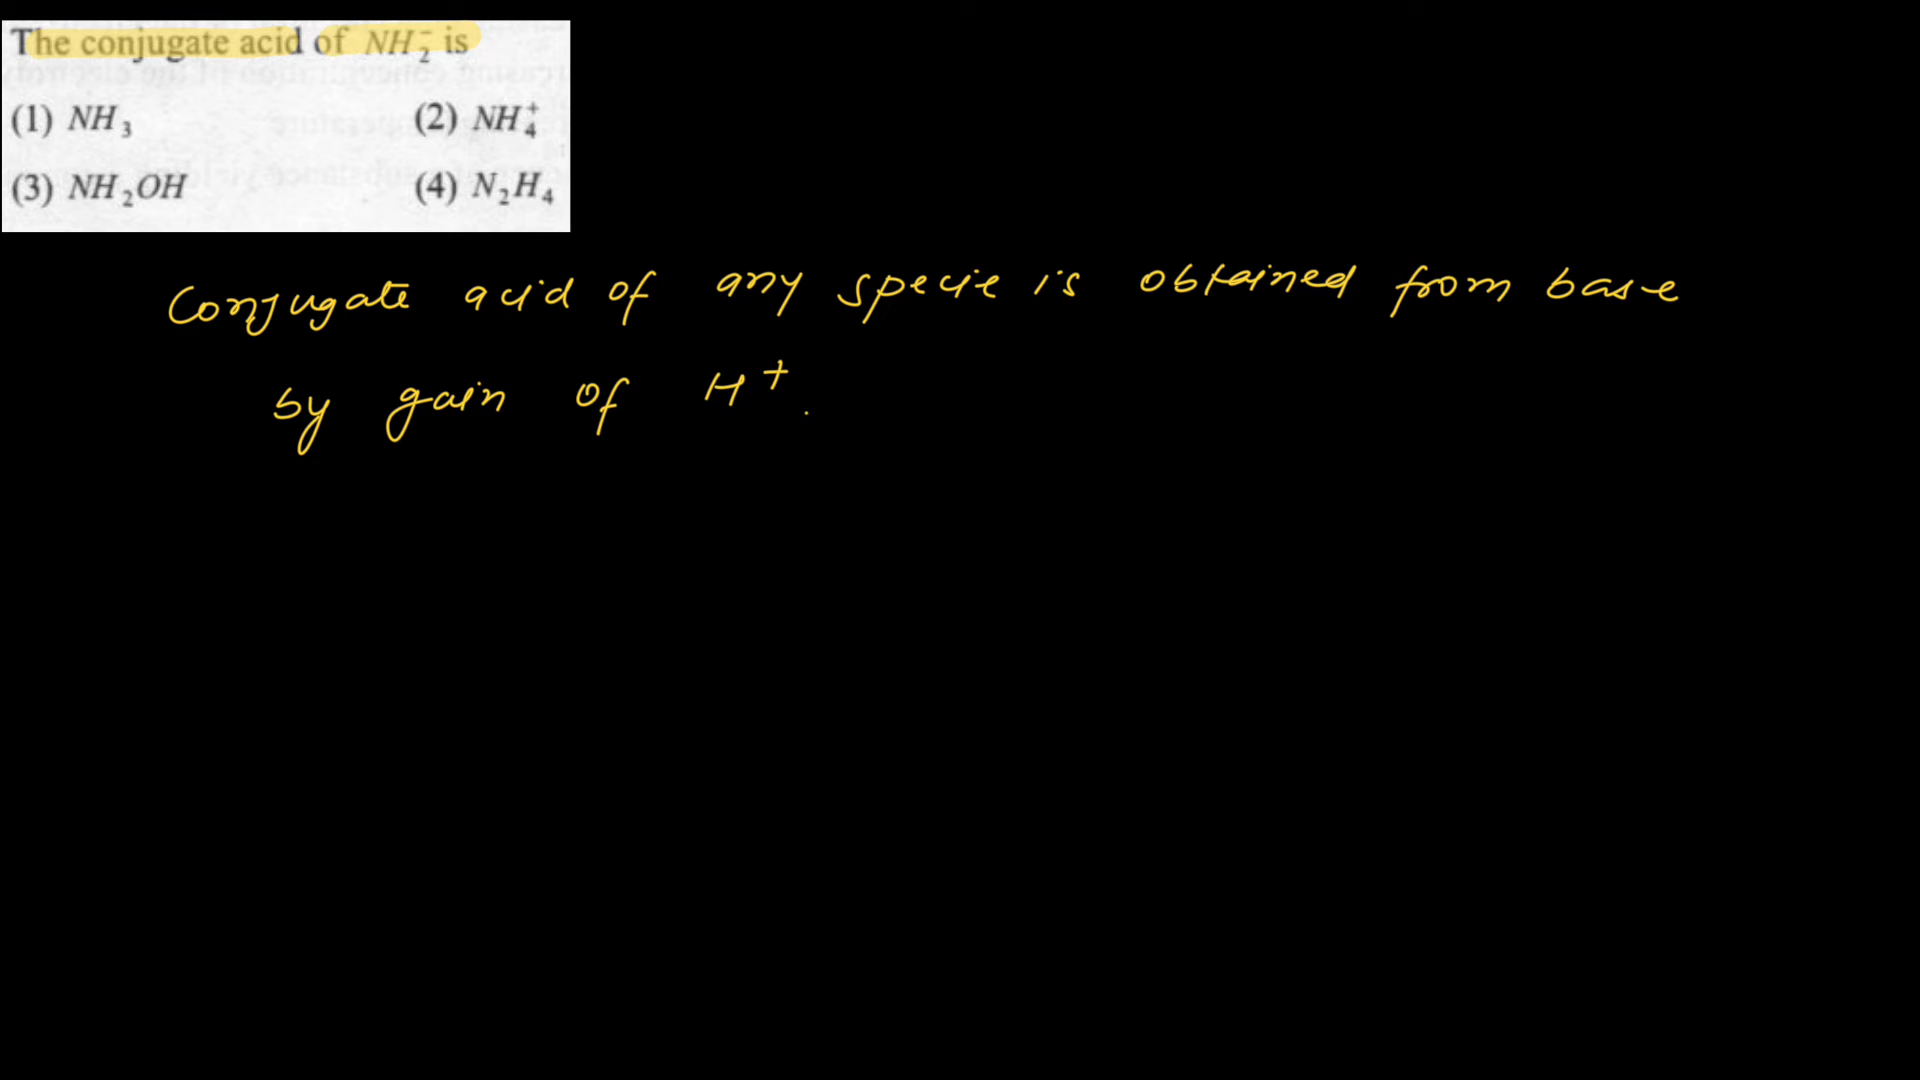 The conjugate acid of NH₂⁻ is
(1) NH₃ (2) NH₄⁺
(3) NH₂OH (4) N₂H₄
Conjugate acid of any specie is obtained from base
by gain of H⁺.